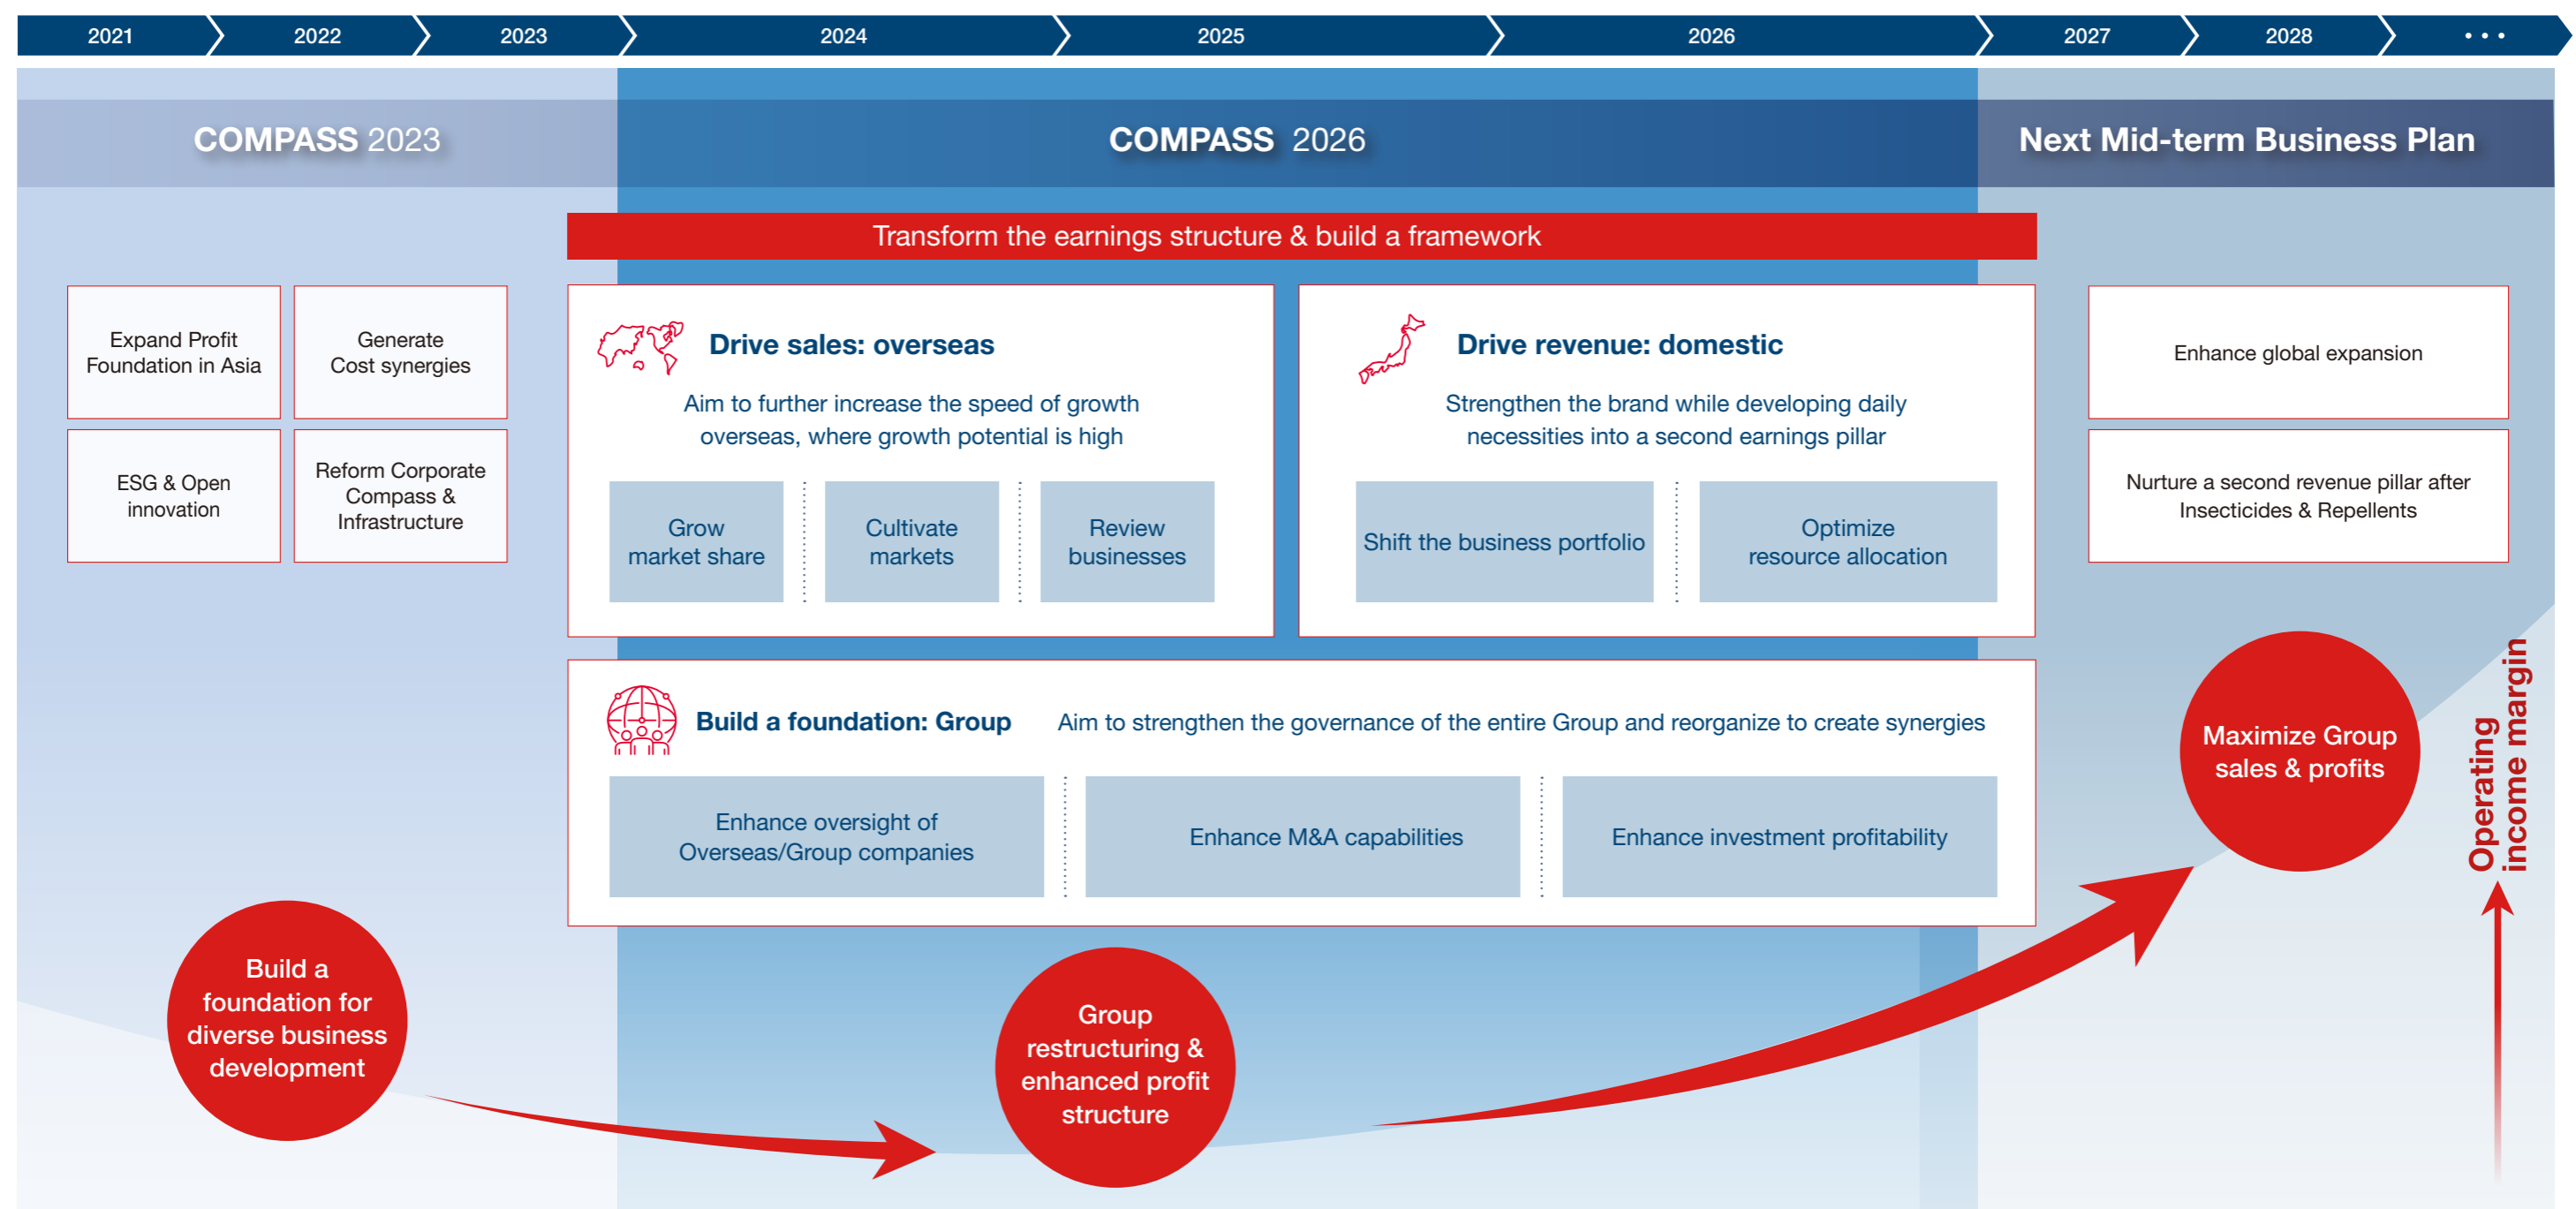 2021
2022
2023
2024
2025
2026
2027
2028
• • •
COMPASS 2023
COMPASS 2026
Next Mid-term Business Plan
Transform the earnings structure & build a framework
Expand Profit
Foundation in Asia
Generate
Cost synergies
ESG & Open
innovation
Reform Corporate
Compass &
Infrastructure
Drive sales: overseas
Aim to further increase the speed of growth
overseas, where growth potential is high
Grow
market share
Cultivate
markets
Review
businesses
Drive revenue: domestic
Strengthen the brand while developing daily
necessities into a second earnings pillar
Shift the business portfolio
Optimize
resource allocation
Enhance global expansion
Nurture a second revenue pillar after
Insecticides & Repellents
Build a foundation: Group
Aim to strengthen the governance of the entire Group and reorganize to create synergies
Enhance oversight of
Overseas/Group companies
Enhance M&A capabilities
Enhance investment profitability
Build a
foundation for
diverse business
development
Group
restructuring &
enhanced profit
structure
Maximize Group
sales & profits
Operating
income margin